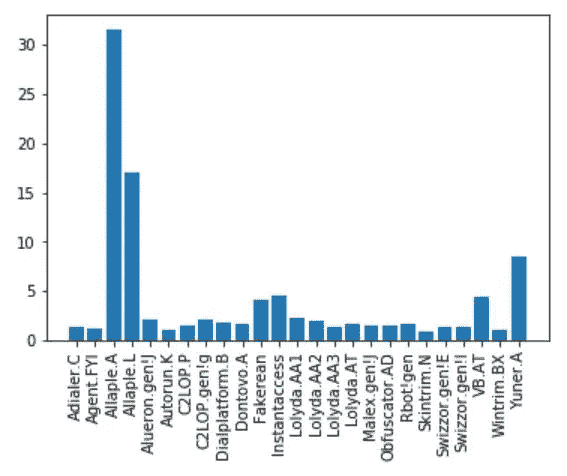 30
25
20
15
10
5
0
Adialer.C
Agent.FYI
Allaple.A
Allaple.L
Alueron.gen!J
Autorun.K
C2LOP.P
C2LOP.gen!g
Dialplatform.B
Dontovo.A
Fakerean
Instantaccess
Lolyda.AA1
Lolyda.AA2
Lolyda.AA3
Lolyda.AT
Malex.gen!J
Obfuscator.AD
Rbot!gen
Skintrim.N
Swizzor.gen!E
Swizzor.gen!I
VB.AT
Wintrim.BX
Yuner.A